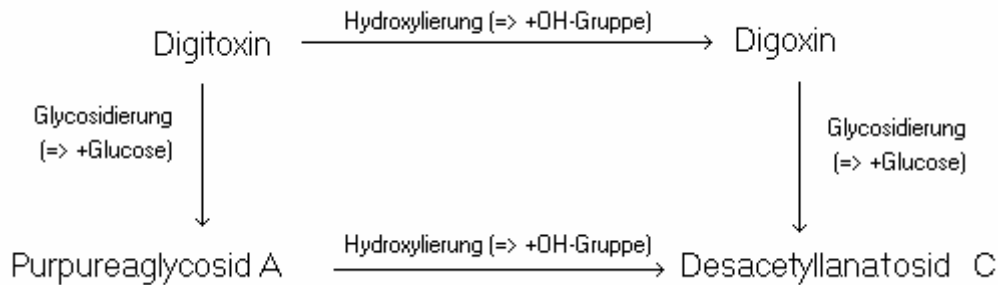 Hydroxylierung (=> +OH-Gruppe)
Digitoxin
Digoxin
Glycosidierung
(=> +Glucose)
Glycosidierung
(=> +Glucose)
Hydroxylierung (=> +OH-Gruppe)
Purpureaglycosid A
Desacetyllanatosid C